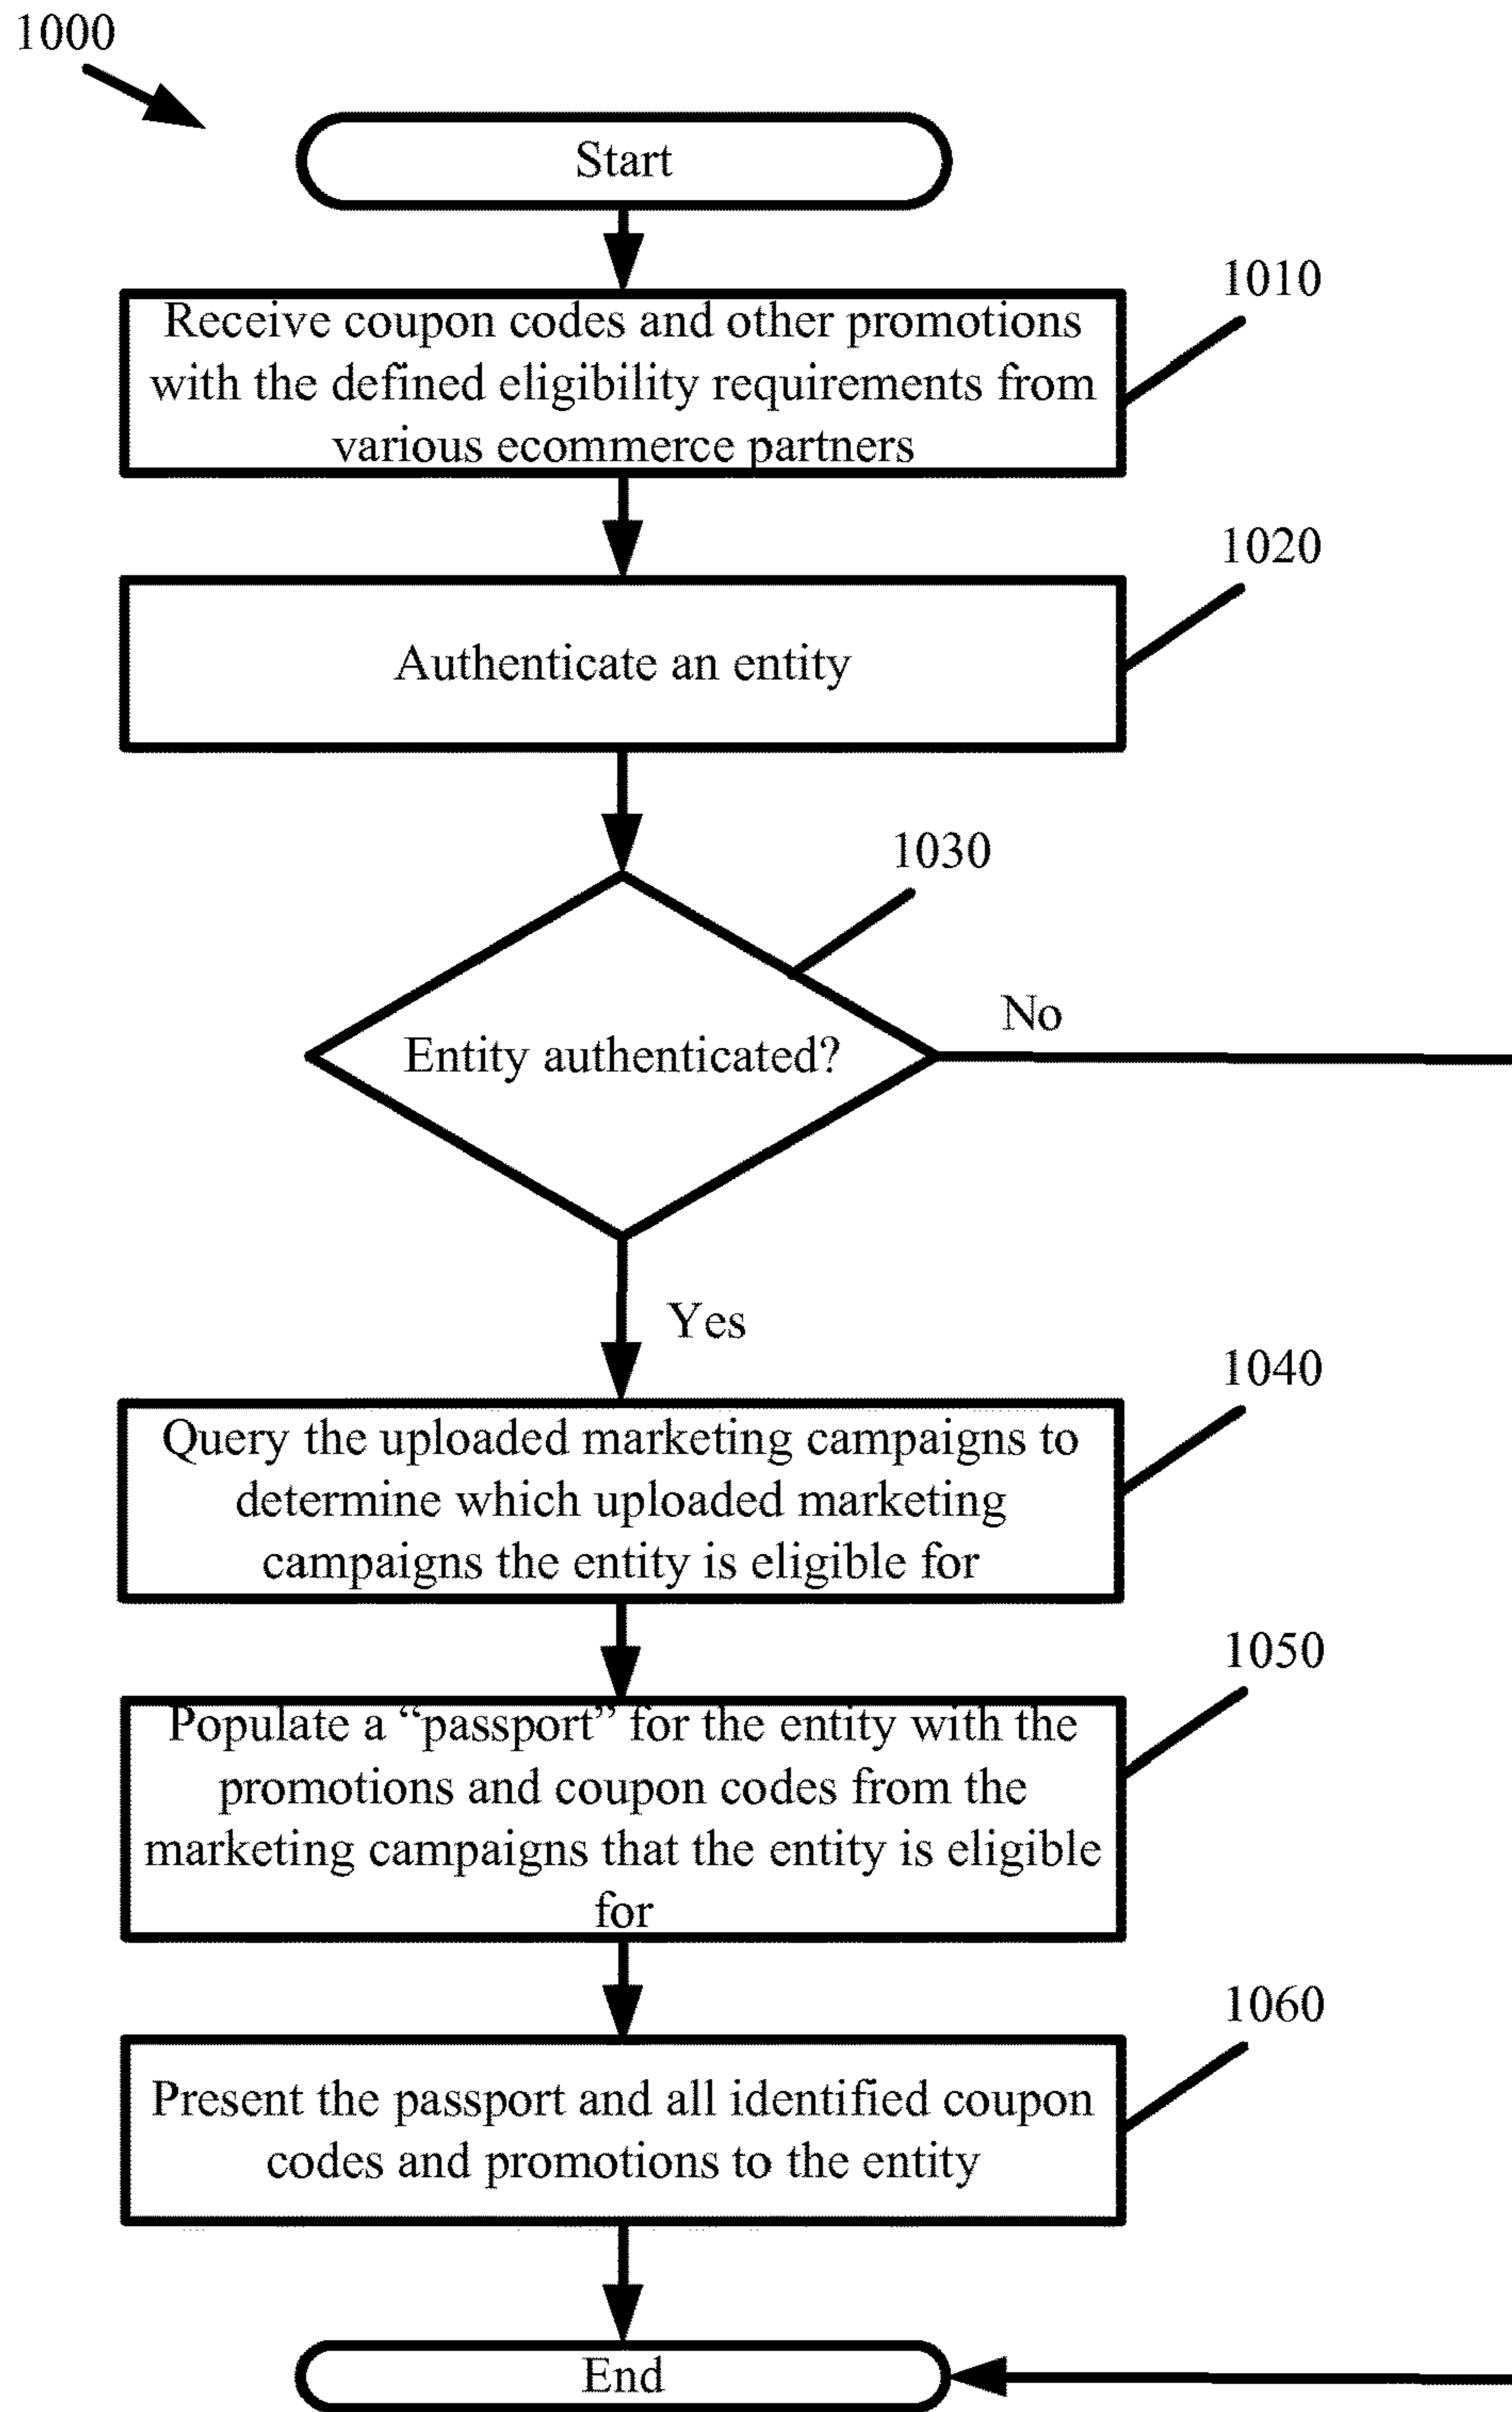 1000
Start
1010
Receive coupon codes and other promotions
with the defined eligibility requirements from
various ecommerce partners
1020
Authenticate an entity
1030
Entity authenticated?
No
Yes
1040
Query the uploaded marketing campaigns to
determine which uploaded marketing
campaigns the entity is eligible for
1050
Populate a “passport” for the entity with the
promotions and coupon codes from the
marketing campaigns that the entity is eligible
for
1060
Present the passport and all identified coupon
codes and promotions to the entity
End